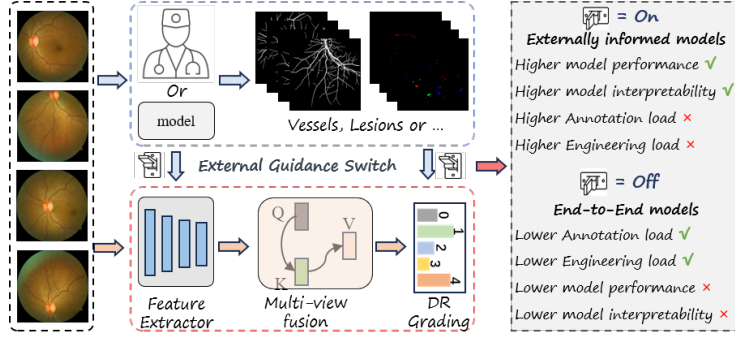 Or
model
Vessels, Lesions or ...
External Guidance Switch
Q
V
K
0
1
2
3
4
Feature
Extractor
Multi-view
fusion
DR
Grading
= On
Externally informed models
Higher model performance ✓
Higher model interpretability ✓
Higher Annotation load ×
Higher Engineering load ×
= Off
End-to-End models
Lower Annotation load ✓
Lower Engineering load ✓
Lower model performance ×
Lower model interpretability ×